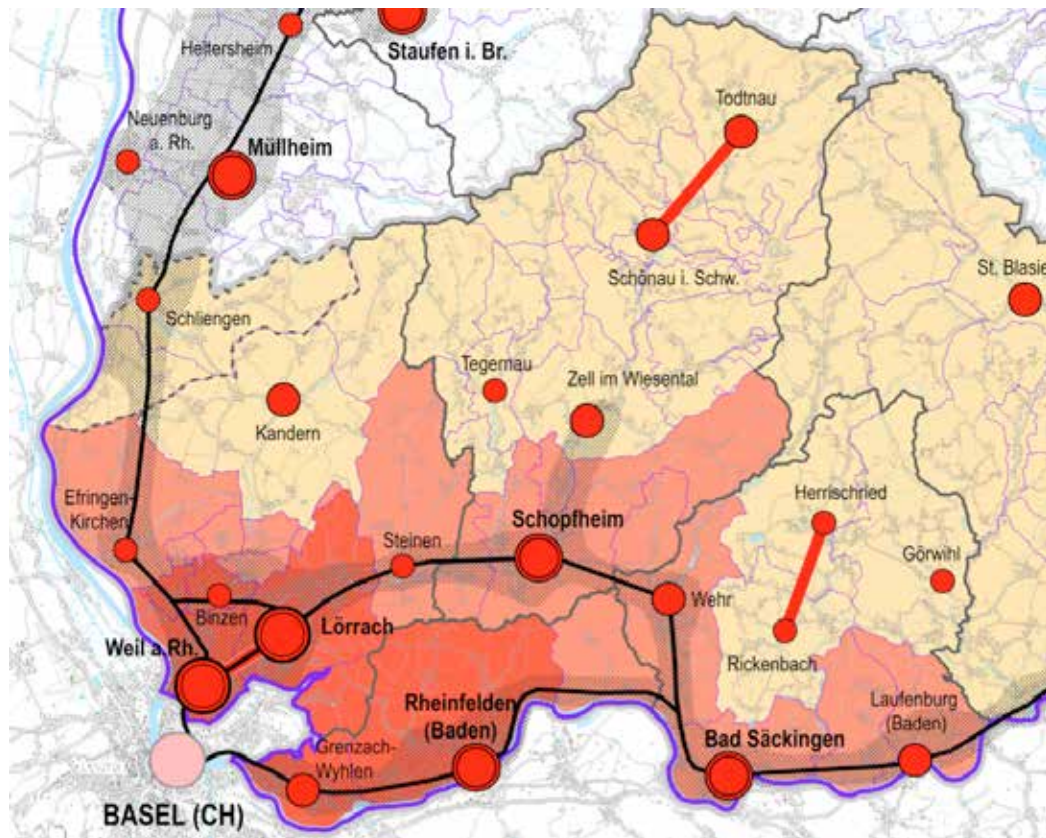 Heitersheim
Staufen i. Br.
Todtnau
Neuenburg
a. Rh.
Müllheim
Schönau i. Schw.
St. Blasie
Schliengen
Tegernau
Zell im Wiesental
Kandern
Efringen-
Kirchen
Herrischried
Schopfheim
Steinen
Görwihl
Binzen
Wehr
Lörrach
Weil a.Rh.
Rickenbach
Rheinfelden
(Baden)
Laufenburg
(Baden)
Grenzach-
Wyhlen
Bad Säckingen
BASEL (CH)